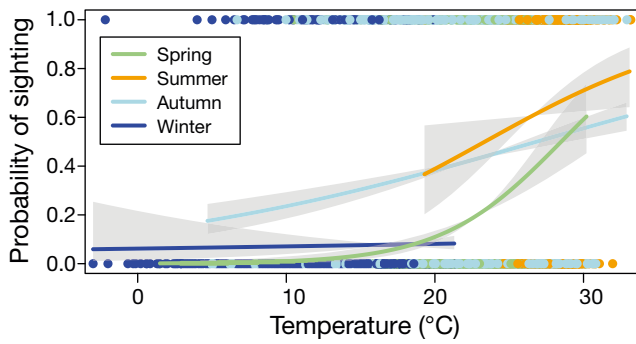 Probability of sighting
1.0
0.8
0.6
0.4
0.2
0.0
Spring
Summer
Autumn
Winter
0 10 20 30
Temperature (°C)